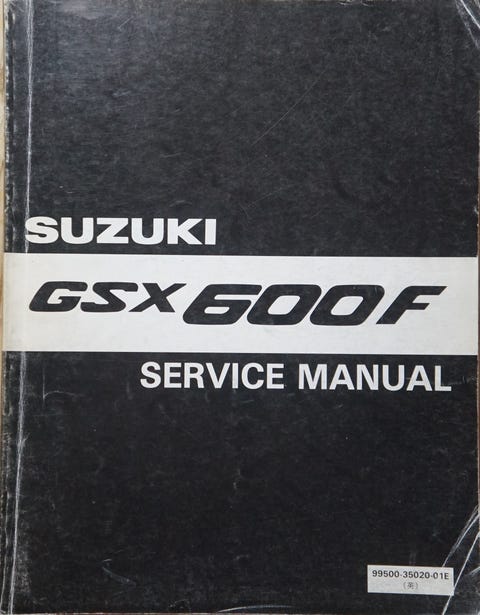 SUZUKI
GSX600F
SERVICE MANUAL
99500-35020-01E
(英)